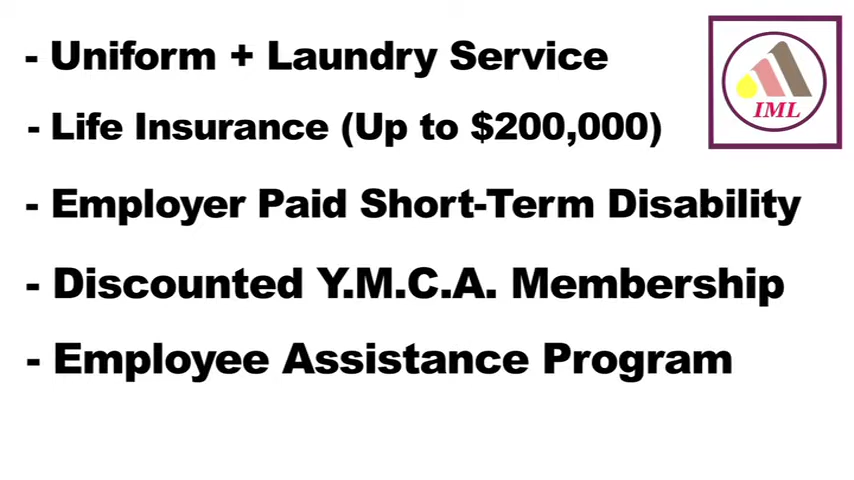 - Uniform + Laundry Service
- Life Insurance (Up to $200,000)
- Employer Paid Short-Term Disability
- Discounted Y.M.C.A. Membership
- Employee Assistance Program
IML